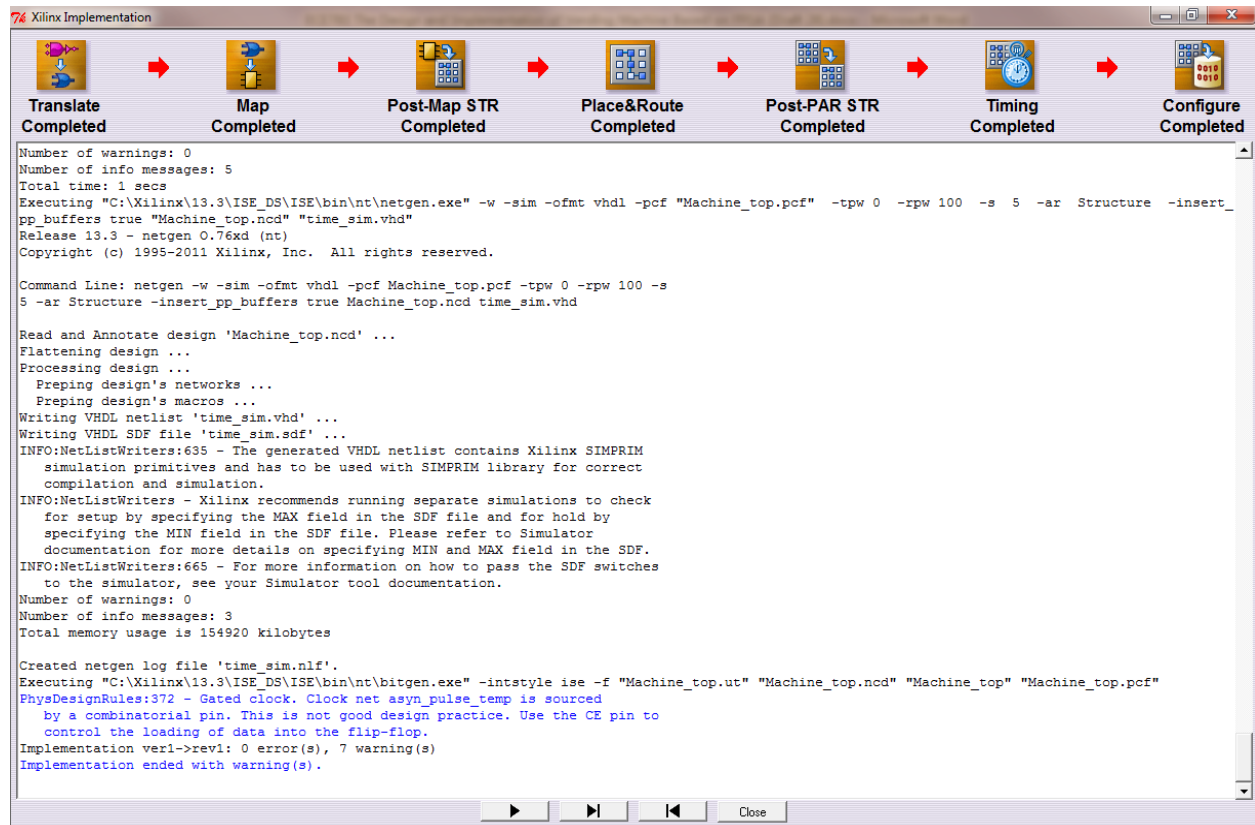 Xilinx Implementation
Translate Map Post-Map STR Place&Route Post-PAR STR Timing Configure
Completed Completed Completed Completed Completed Completed Completed
Number of warnings: 0
Number of info messages: 5
Total time: 1 secs
Executing "C:\Xilinx\13.3\ISE_DS\ISE\bin\nt\netgen.exe" -w -sim -ofmt vhdl -pcf "Machine_top.pcf" -tpw 0 -rpw 100 -s 5 -ar Structure -insert_
pp_buffers true "Machine_top.ncd" "time_sim.vhd"
Release 13.3 - netgen O.76xd (nt)
Copyright (c) 1995-2011 Xilinx, Inc. All rights reserved.
Command Line: netgen -w -sim -ofmt vhdl -pcf Machine_top.pcf -tpw 0 -rpw 100 -s
5 -ar Structure -insert_pp_buffers true Machine_top.ncd time_sim.vhd
Read and Annotate design 'Machine_top.ncd' ...
Flattening design ...
Processing design ...
Preping design's networks ...
Preping design's macros ...
Writing VHDL netlist 'time_sim.vhd' ...
Writing VHDL SDF file 'time_sim.sdf' ...
INFO:NetListWriters:635 - The generated VHDL netlist contains Xilinx SIMPRIM
simulation primitives and has to be used with SIMPRIM library for correct
compilation and simulation.
INFO:NetListWriters - Xilinx recommends running separate simulations to check
for setup by specifying the MAX field in the SDF file and for hold by
specifying the MIN field in the SDF file. Please refer to Simulator
documentation for more details on specifying MIN and MAX field in the SDF.
INFO:NetListWriters:665 - For more information on how to pass the SDF switches
to the simulator, see your Simulator tool documentation.
Number of warnings: 0
Number of info messages: 3
Total memory usage is 154920 kilobytes
Created netgen log file 'time_sim.nlf'.
Executing "C:\Xilinx\13.3\ISE_DS\ISE\bin\nt\bitgen.exe" -intstyle ise -f "Machine_top.ut" "Machine_top.ncd" "Machine_top" "Machine_top.pcf"
PhysDesignRules:372 - Gated clock. Clock net asyn_pulse_temp is sourced
by a combinatorial pin. This is not good design practice. Use the CE pin to
control the loading of data into the flip-flop.
Implementation ver1->rev1: 0 error(s), 7 warning(s)
Implementation ended with warning(s).
Close